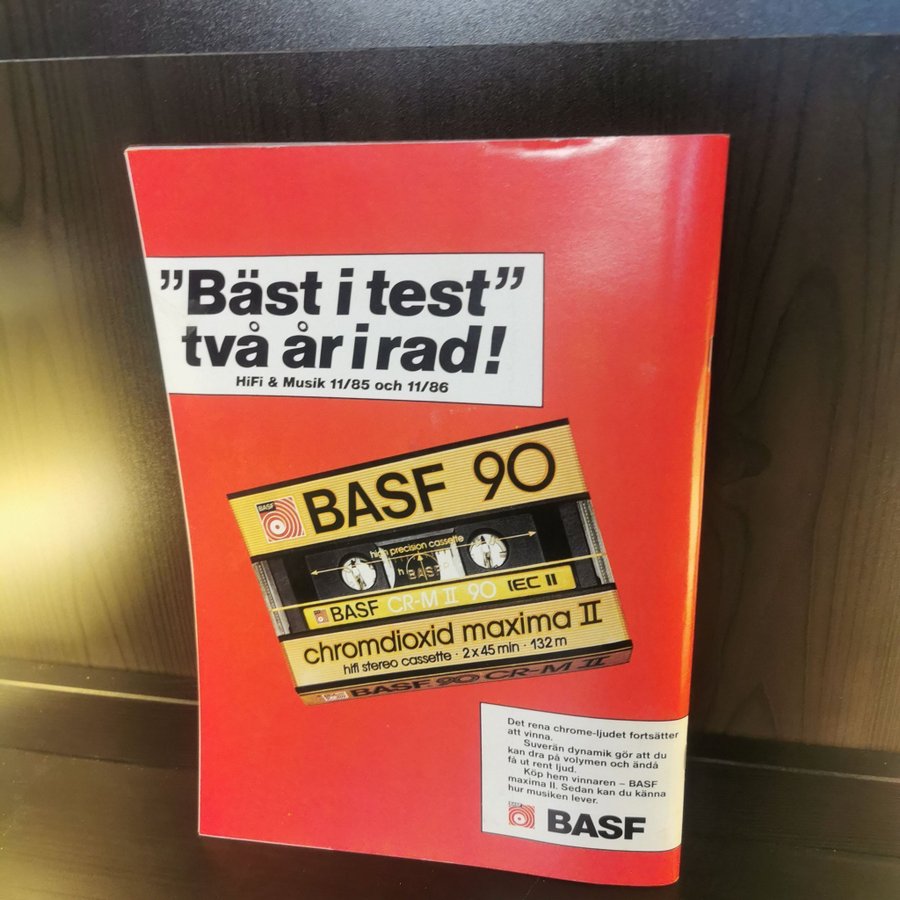 ”Bäst i test”
två år i rad!
HiFi & Musik 11/85 och 11/86
BASF
BASF 90
high precision cassette
BASF
BASF CR-M II 90 IEC II
chromdioxid maxima II
hifi stereo cassette · 2x45 min · 132 m
BASF 90 CR-M II
Det rena chrome-ljudet fortsätter
att vinna.
Suverän dynamik gör att du
kan dra på volymen och ändå
få ut rent ljud.
Köp hem vinnaren – BASF
maxima II. Sedan kan du känna
hur musiken lever.
BASF
BASF